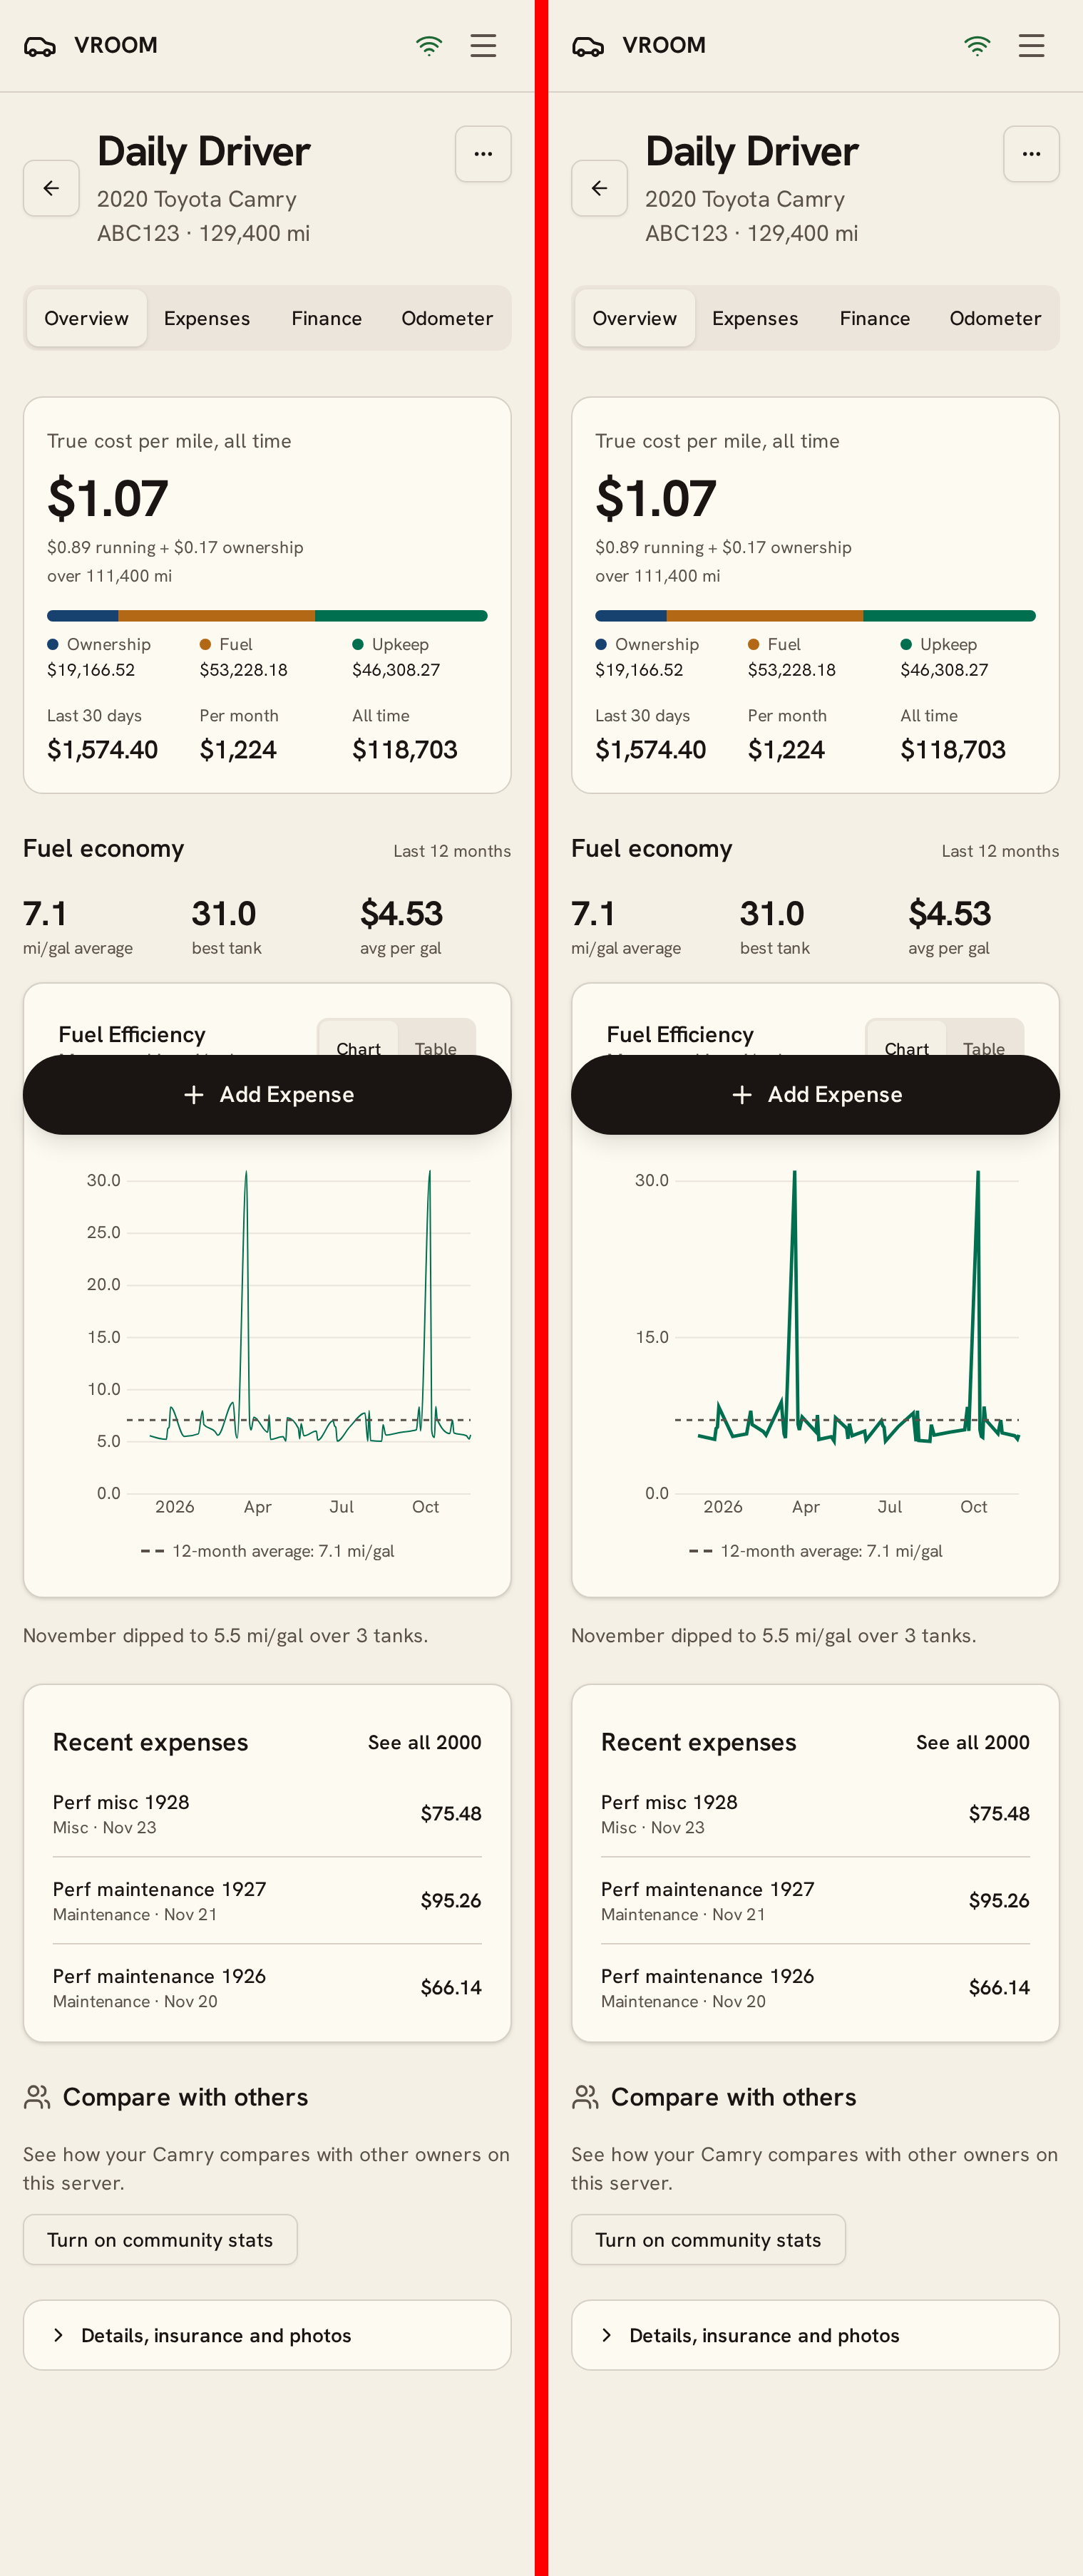 VROOM
Daily Driver
2020 Toyota Camry
ABC123 · 129,400 mi
Overview Expenses Finance Odometer
True cost per mile, all time
$1.07
$0.89 running + $0.17 ownership
over 111,400 mi
Ownership Fuel Upkeep
$19,166.52 $53,228.18 $46,308.27
Last 30 days Per month All time
$1,574.40 $1,224 $118,703
Fuel economy Last 12 months
7.1 31.0 $4.53
mi/gal average best tank avg per gal
Fuel Efficiency Chart Table
+ Add Expense
30.0
25.0
20.0
15.0
10.0
5.0
0.0
2026 Apr Jul Oct
12-month average: 7.1 mi/gal
November dipped to 5.5 mi/gal over 3 tanks.
Recent expenses See all 2000
Perf misc 1928 $75.48
Misc · Nov 23
Perf maintenance 1927 $95.26
Maintenance · Nov 21
Perf maintenance 1926 $66.14
Maintenance · Nov 20
Compare with others
See how your Camry compares with other owners on
this server.
Turn on community stats
Details, insurance and photos
VROOM
Daily Driver
2020 Toyota Camry
ABC123 · 129,400 mi
Overview Expenses Finance Odometer
True cost per mile, all time
$1.07
$0.89 running + $0.17 ownership
over 111,400 mi
Ownership Fuel Upkeep
$19,166.52 $53,228.18 $46,308.27
Last 30 days Per month All time
$1,574.40 $1,224 $118,703
Fuel economy Last 12 months
7.1 31.0 $4.53
mi/gal average best tank avg per gal
Fuel Efficiency Chart Table
+ Add Expense
30.0
15.0
0.0
2026 Apr Jul Oct
12-month average: 7.1 mi/gal
November dipped to 5.5 mi/gal over 3 tanks.
Recent expenses See all 2000
Perf misc 1928 $75.48
Misc · Nov 23
Perf maintenance 1927 $95.26
Maintenance · Nov 21
Perf maintenance 1926 $66.14
Maintenance · Nov 20
Compare with others
See how your Camry compares with other owners on
this server.
Turn on community stats
Details, insurance and photos